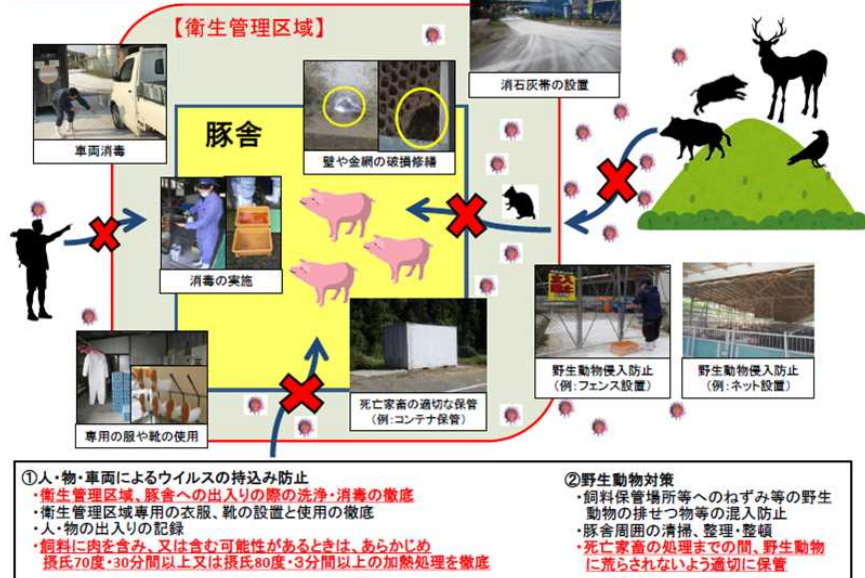 【衛生管理区域】
消石灰帯の設置
車両消毒
豚舎
壁や金網の破損修繕
消毒の実施
専用の服や靴の使用
死亡家畜の適切な保管
(例:コンテナ保管)
野生動物侵入防止
(例:フェンス設置)
野生動物侵入防止
(例:ネット設置)
①人・物・車両によるウイルスの持込み防止
・衛生管理区域、豚舎への出入りの際の洗浄・消毒の徹底
・衛生管理区域専用の衣服、靴の設置と使用の徹底
・人・物の出入りの記録
・飼料に肉を含み、又は含む可能性があるときは、あらかじめ
摂氏70度・30分間以上又は摂氏80度・3分間以上の加熱処理を徹底
②野生動物対策
・飼料保管場所等へのねずみ等の野生
動物の排せつ物等の混入防止
・豚舎周囲の清掃、整理・整頓
・死亡家畜の処理までの間、野生動物
に荒らされないよう適切に保管